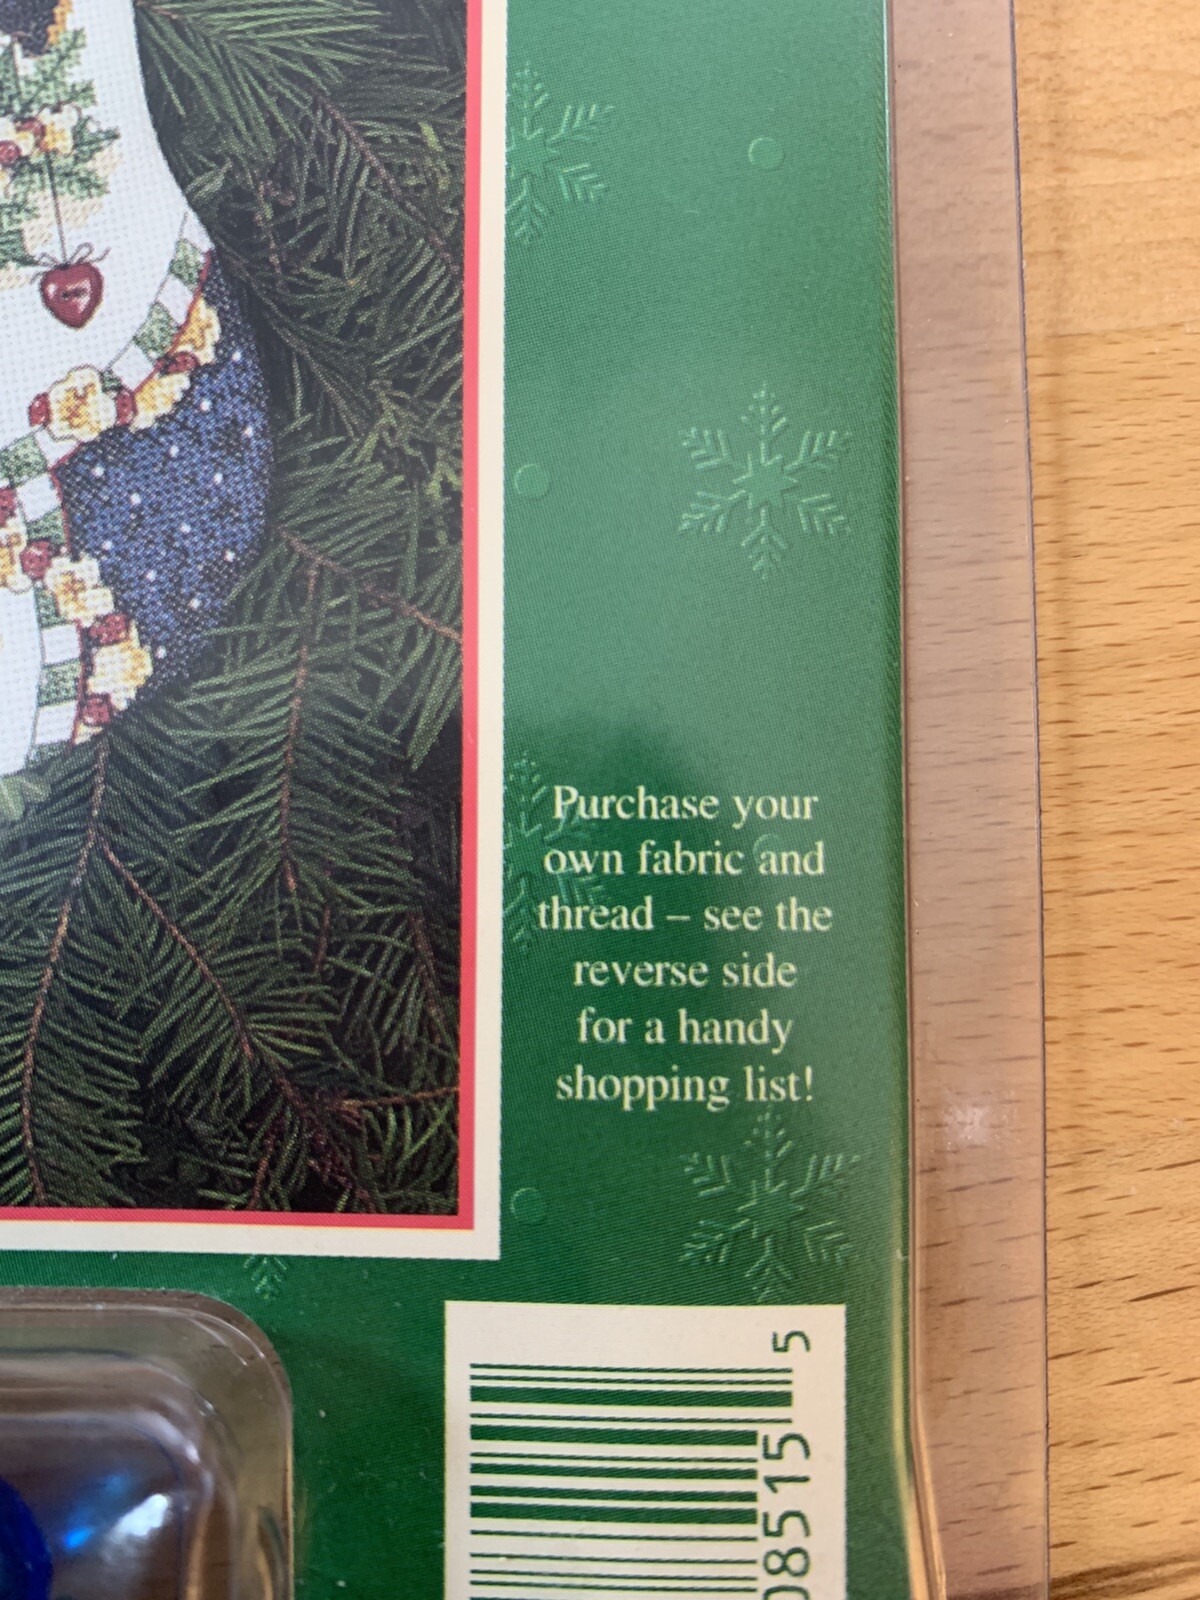 Purchase your
own fabric and
thread – see the
reverse side
for a handy
shopping list!
08515 5